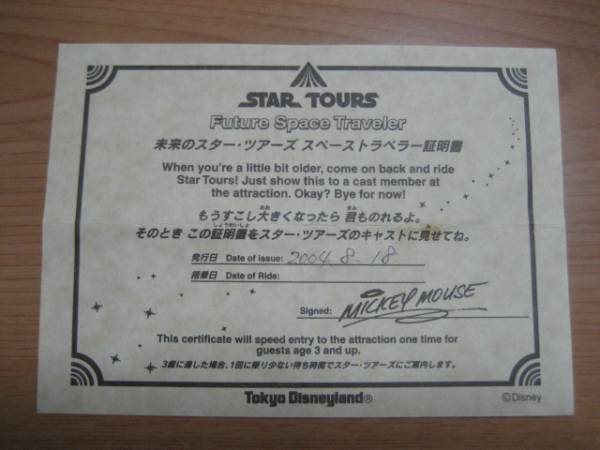 STAR TOURS
Future Space Traveler
未来のスター・ツアーズ スペーストラベラー証明書
When you're a little bit older, come on back and ride
Star Tours! Just show this to a cast member at
the attraction. Okay? Bye for now!
もうすこし大きくなったら 君ものれるよ。
そのとき この証明書をスター・ツアーズのキャストに見せてね。
発行日 Date of issue: 2004. 8. 18
搭乗日 Date of Ride:
Signed: MICKEY MOUSE
This certificate will speed entry to the attraction one time for
guests age 3 and up.
3歳に達した場合、1回に限り少ない待ち時間でスター・ツアーズにご案内します。
Tokyo Disneyland®
©Disney